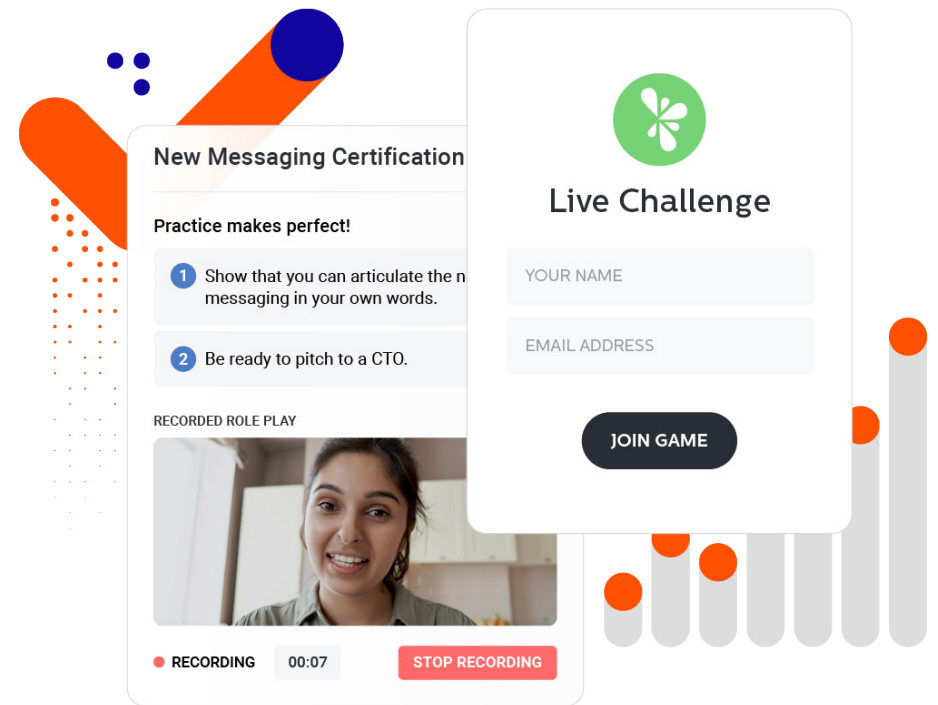 New Messaging Certification
Practice makes perfect!
1 Show that you can articulate the
messaging in your own words.
2 Be ready to pitch to a CTO.
RECORDED ROLE PLAY
RECORDING 00:07 STOP RECORDING
Live Challenge
YOUR NAME
EMAIL ADDRESS
JOIN GAME